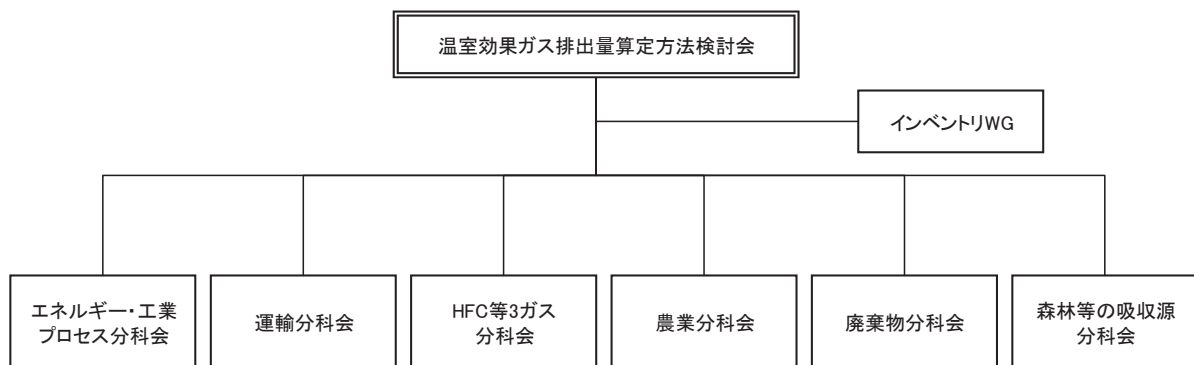 温室効果ガス排出量算定方法検討会
インベントリWG
エネルギー・工業
プロセス分科会
運輸分科会
HFC等3ガス
分科会
農業分科会
廃棄物分科会
森林等の吸収源
分科会